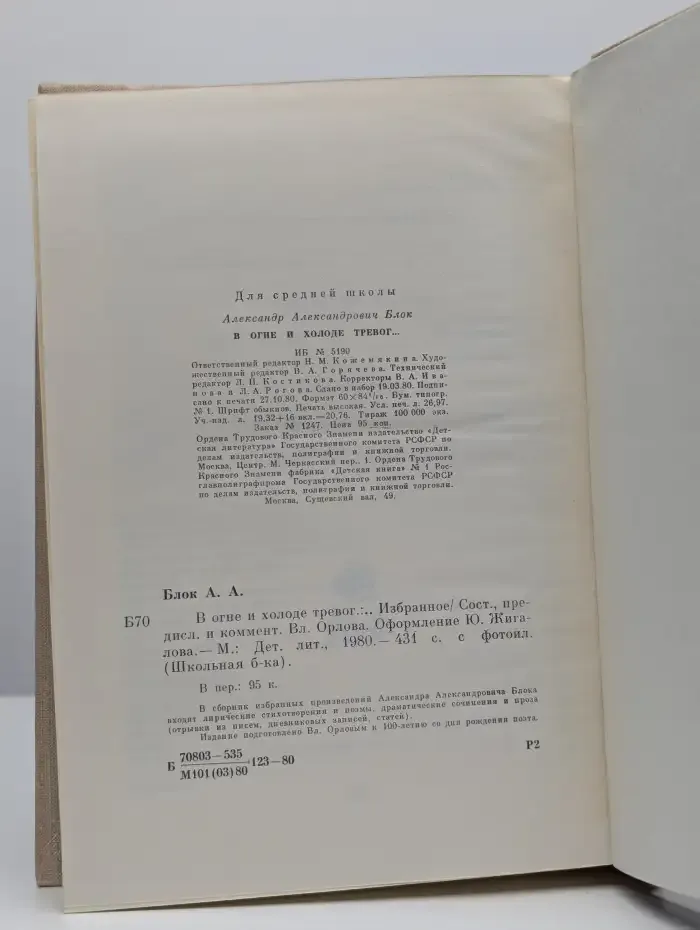 Для средней школы
Александр Александрович Блок
В ОГНЕ И ХОЛОДЕ ТРЕВОГ...
ИБ № 5190
Ответственный редактор Н. М. Кожемякина. Худо-
жественный редактор В. А. Горячева. Технический
редактор Л. П. Костикова. Корректоры В. А. Ива-
нова и Л. А. Рогова. Сдано в набор 19.03.80. Подпи-
сано к печати 27.10.80. Формат 60×84¹/₁₆. Бум. типогр.
№ 1. Шрифт обыкнов. Печать высокая. Усл. печ. л. 26,97.
Уч.-изд. л. 19,32+16 вкл.=20,76. Тираж 100 000 экз.
Заказ № 1247. Цена 95 коп.
Ордена Трудового Красного Знамени издательство «Дет-
ская литература» Государственного комитета РСФСР по
делам издательств, полиграфии и книжной торговли.
Москва, Центр, М. Черкасский пер., 1. Ордена Трудового
Красного Знамени фабрика «Детская книга» № 1 Рос-
главполиграфпрома Государственного комитета РСФСР
по делам издательств, полиграфии и книжной торговли.
Москва, Сущевский вал, 49.
Блок А. А.
Б70 В огне и холоде тревог.:.. Избранное/ Сост., пре-
дисл. и коммент. Вл. Орлова. Оформление Ю. Жига-
лова.— М.: Дет. лит., 1980.— 431 с. с фотоил.
(Школьная б-ка).
В пер.: 95 к.
В сборник избранных произведений Александра Александровича Блока
входят лирические стихотворения и поэмы, драматические сочинения и проза
(отрывки из писем, дневниковых записей, статей).
Издание подготовлено Вл. Орловым к 100-летию со дня рождения поэта.
Б 70803—535
М101(03)80 123—80
Р2